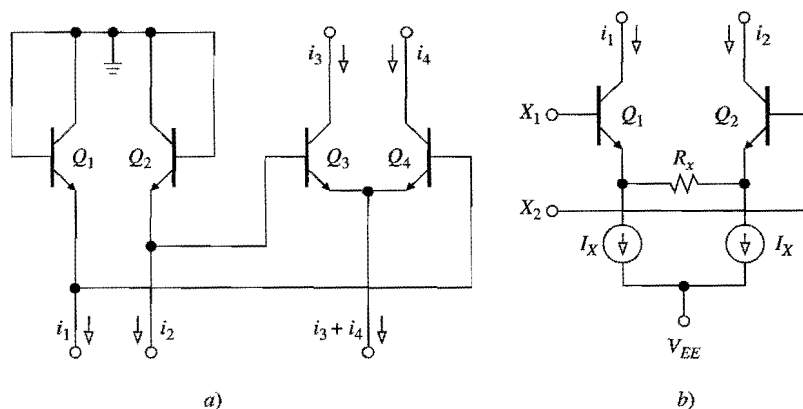 i3 i4
Q1 Q2 Q3 Q4
i1 i2 i3 + i4
a)
i1 i2
X1 Q1 Q2
Rx
X2
IX IX
VEE
b)